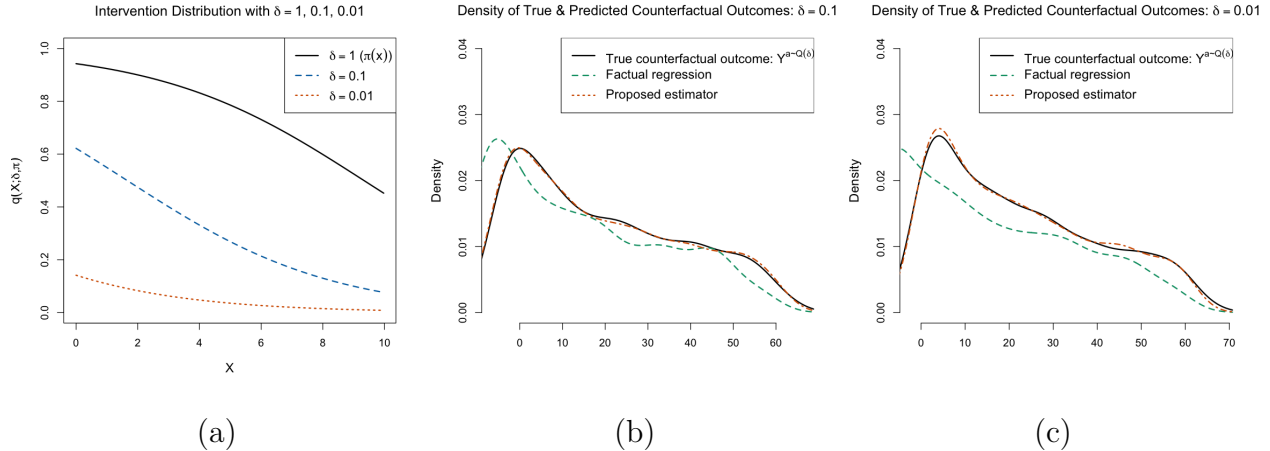 Intervention Distribution with δ = 1, 0.1, 0.01
q(X;δ,π)
1.0
0.8
0.6
0.4
0.2
0.0
δ = 1 (π(x))
δ = 0.1
δ = 0.01
0 2 4 6 8 10
X
(a)
Density of True & Predicted Counterfactual Outcomes: δ = 0.1
Density
0.04
0.03
0.02
0.01
0.00
True counterfactual outcome: Y^{a~Q(δ)}
Factual regression
Proposed estimator
0 10 20 30 40 50 60
(b)
Density of True & Predicted Counterfactual Outcomes: δ = 0.01
Density
0.04
0.03
0.02
0.01
0.00
True counterfactual outcome: Y^{a~Q(δ)}
Factual regression
Proposed estimator
0 10 20 30 40 50 60 70
(c)